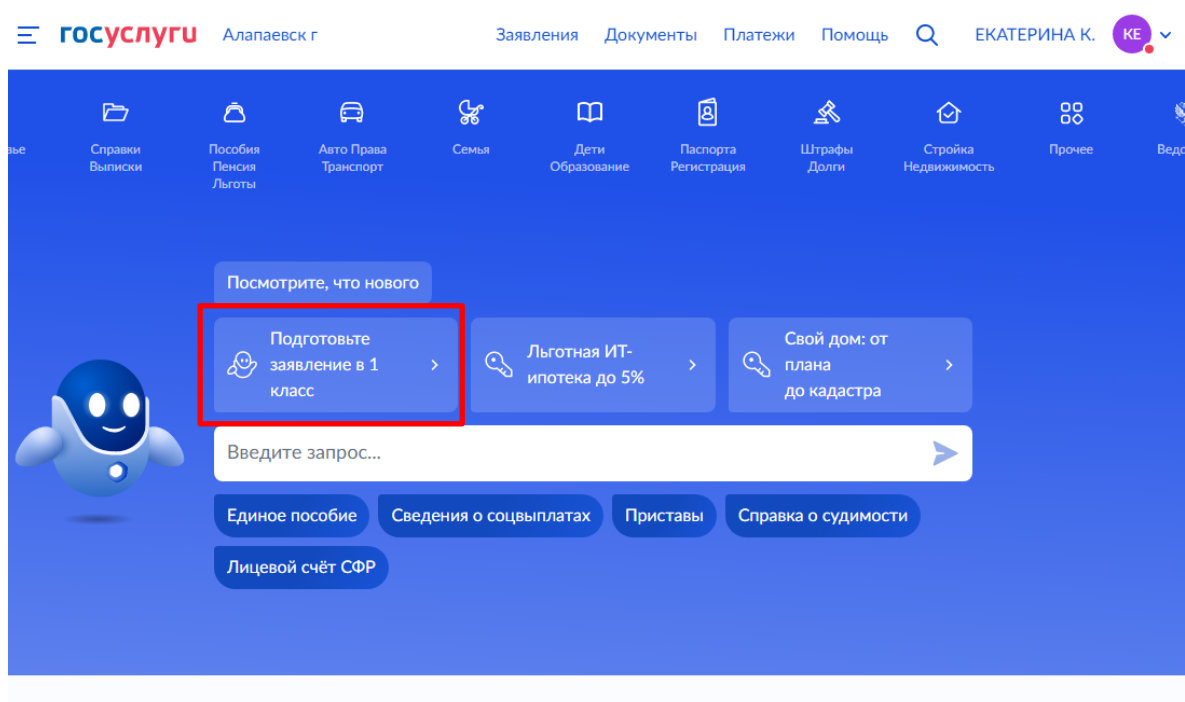 госуслуги Алапаевск г Заявления Документы Платежи Помощь ЕКАТЕРИНА К. КЕ
вье
Справки
Выписки
Пособия
Пенсия
Льготы
Авто Права
Транспорт
Семья
Дети
Образование
Паспорта
Регистрация
Штрафы
Долги
Стройка
Недвижимость
Прочее
Ведо
Посмотрите, что нового
Подготовьте
заявление в 1
класс
Льготная ИТ-
ипотека до 5%
Свой дом: от
плана
до кадастра
Введите запрос...
Единое пособие Сведения о соцвыплатах Приставы Справка о судимости
Лицевой счёт СФР